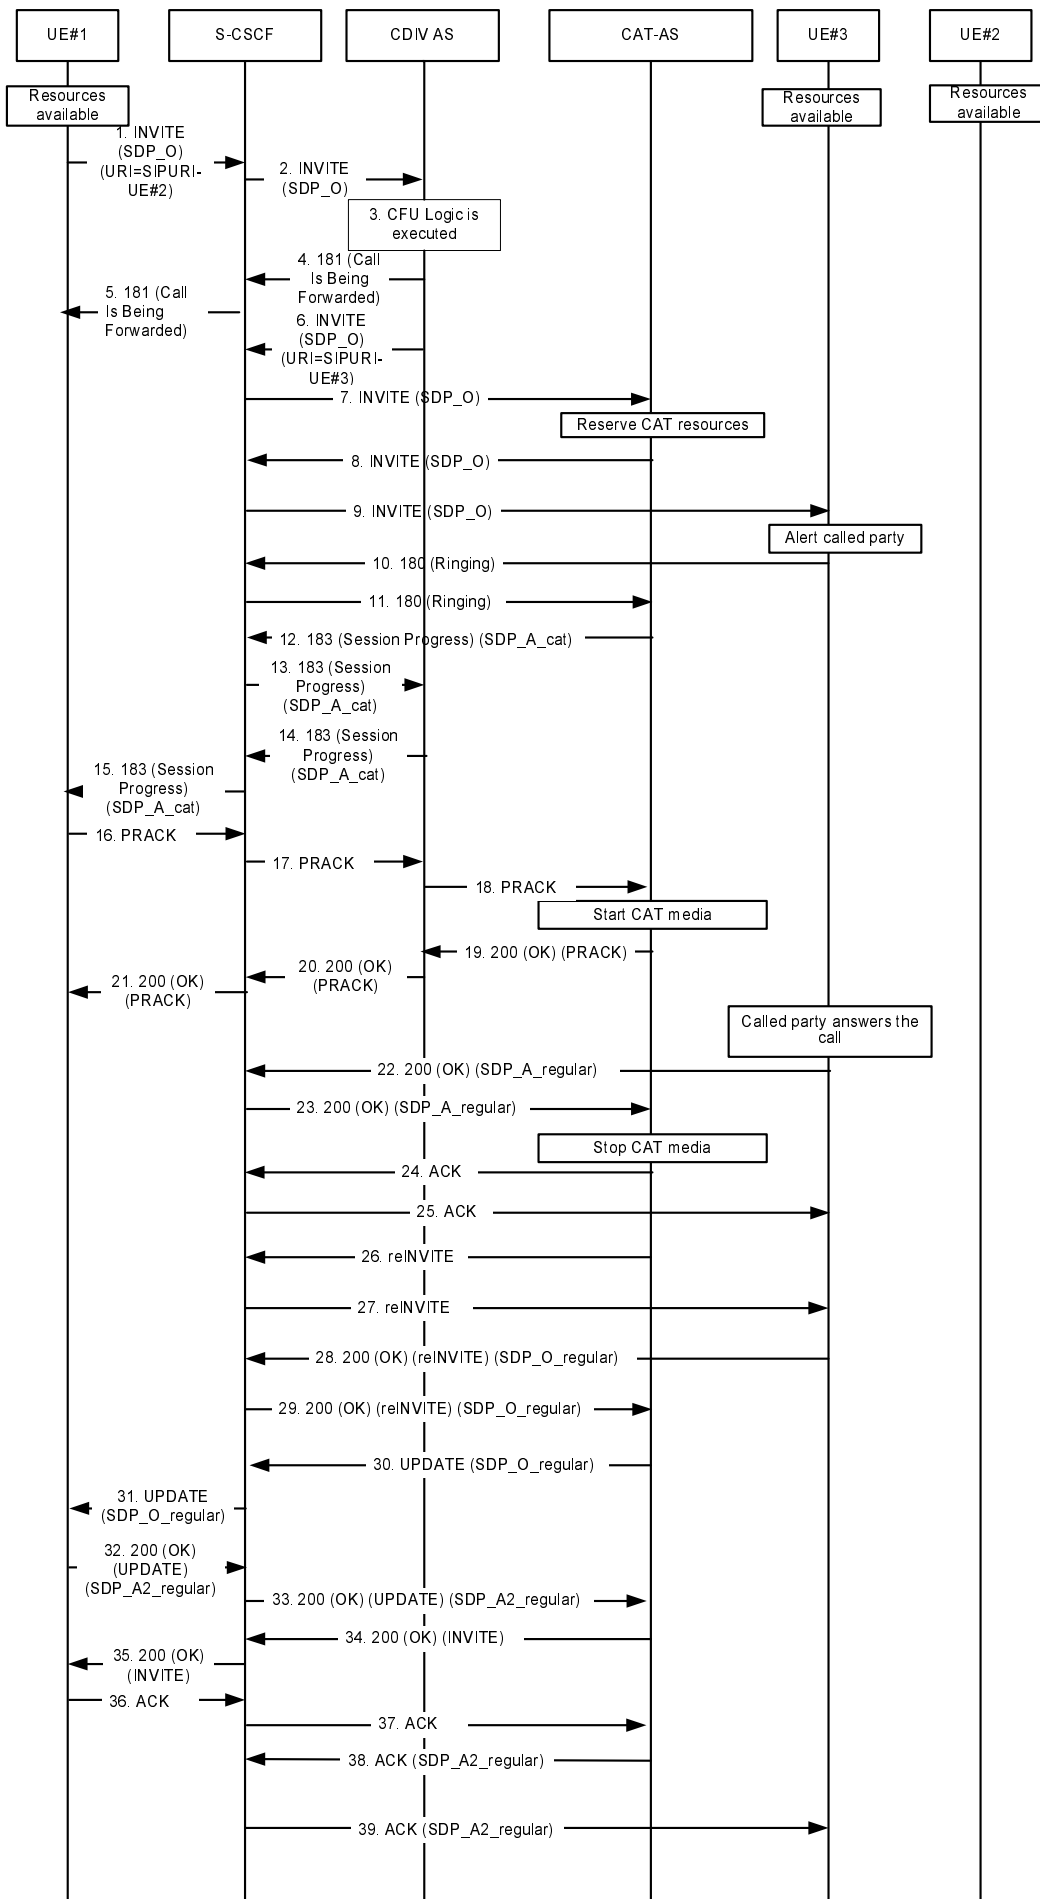 UE#1
S-CSCF
CDIV AS
CAT-AS
UE#3
UE#2
Resources
available
Resources
available
Resources
available
1. INVITE
(SDP_O)
(URI=SIPURI-
UE#2)
2. INVITE
(SDP_O)
3. CFU Logic is
executed
4. 181 (Call
Is Being
Forwarded)
5. 181 (Call
Is Being
Forwarded)
6. INVITE
(SDP_O)
(URI=SIPURI-
UE#3)
7. INVITE (SDP_O)
Reserve CAT resources
8. INVITE (SDP_O)
9. INVITE (SDP_O)
Alert called party
10. 180 (Ringing)
11. 180 (Ringing)
12. 183 (Session Progress) (SDP_A_cat)
13. 183 (Session
Progress)
(SDP_A_cat)
14. 183 (Session
Progress)
(SDP_A_cat)
15. 183 (Session
Progress)
(SDP_A_cat)
16. PRACK
17. PRACK
18. PRACK
Start CAT media
19. 200 (OK) (PRACK)
20. 200 (OK)
(PRACK)
21. 200 (OK)
(PRACK)
Called party answers the
call
22. 200 (OK) (SDP_A_regular)
23. 200 (OK) (SDP_A_regular)
Stop CAT media
24. ACK
25. ACK
26. reINVITE
27. reINVITE
28. 200 (OK) (reINVITE) (SDP_O_regular)
29. 200 (OK) (reINVITE) (SDP_O_regular)
30. UPDATE (SDP_O_regular)
31. UPDATE
(SDP_O_regular)
32. 200 (OK)
(UPDATE)
(SDP_A2_regular)
33. 200 (OK) (UPDATE) (SDP_A2_regular)
34. 200 (OK) (INVITE)
35. 200 (OK)
(INVITE)
36. ACK
37. ACK
38. ACK (SDP_A2_regular)
39. ACK (SDP_A2_regular)